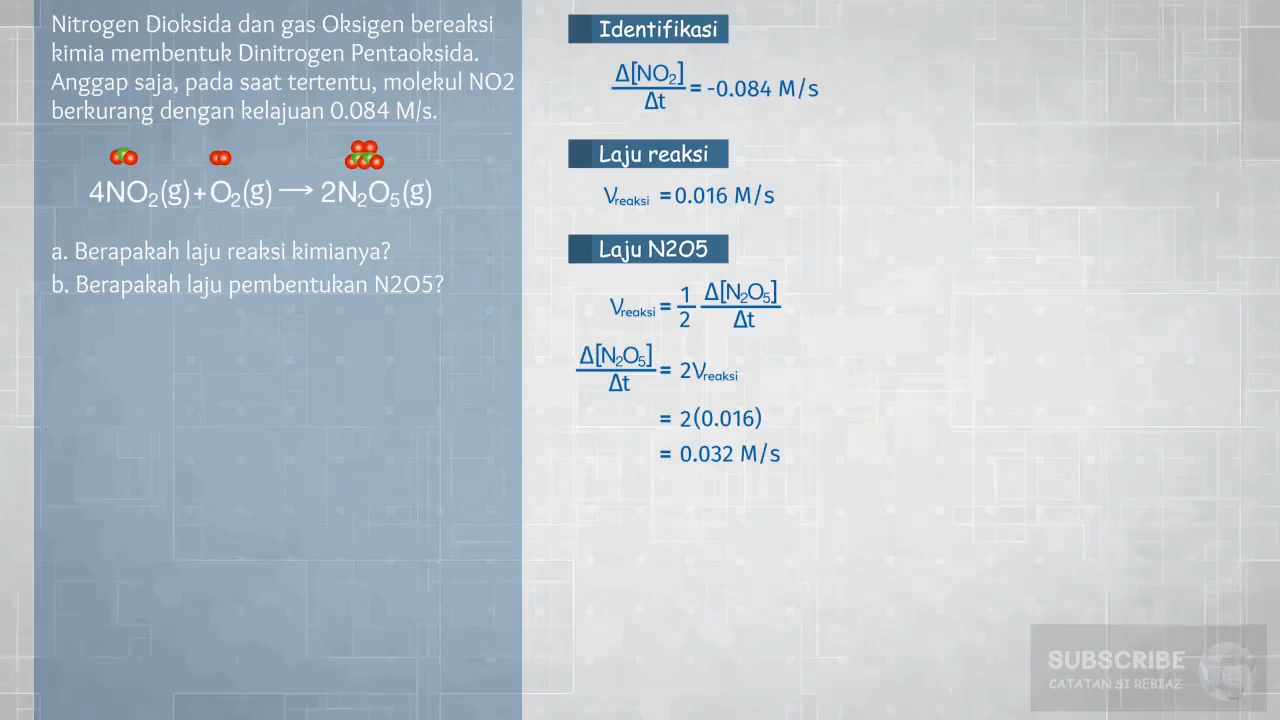 Nitrogen Dioksida dan gas Oksigen bereaksi
kimia membentuk Dinitrogen Pentaoksida.
Anggap saja, pada saat tertentu, molekul NO2
berkurang dengan kelajuan 0.084 M/s.
4NO₂(g)+O₂(g)⟶2N₂O₅(g)
a. Berapakah laju reaksi kimianya?
b. Berapakah laju pembentukan N2O5?
Identifikasi
Δ[NO₂]/Δt = -0.084 M/s
Laju reaksi
Vreaksi = 0.016 M/s
Laju N2O5
Vreaksi = 1/2 Δ[N₂O₅]/Δt
Δ[N₂O₅]/Δt = 2Vreaksi
= 2(0.016)
= 0.032 M/s
SUBSCRIBE
CATATAN SI REBIAZ